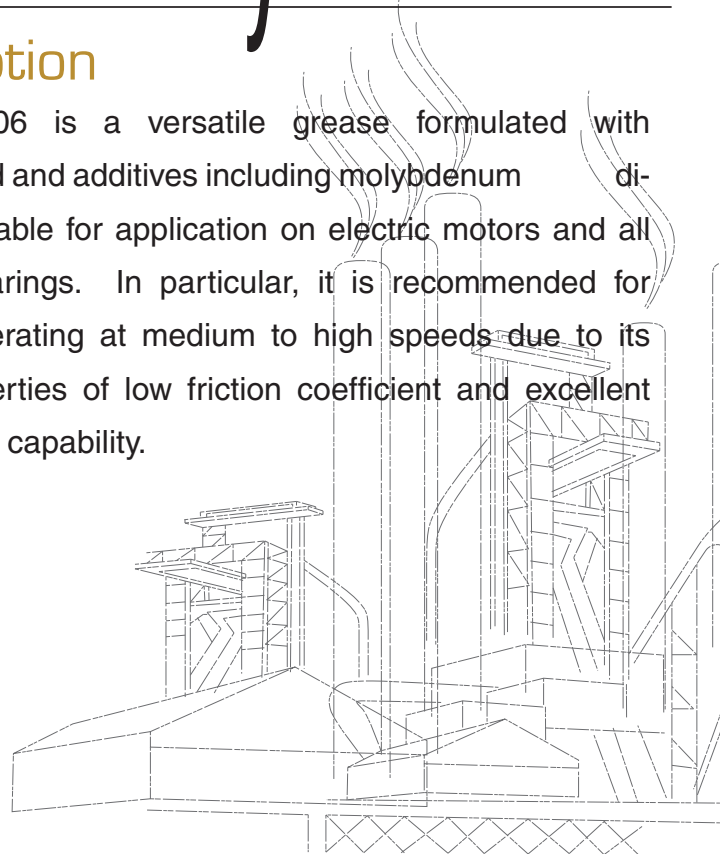 ption
06 is a versatile grease formulated with
d and additives including molybdenum di-
able for application on electric motors and all
arings. In particular, it is recommended for
erating at medium to high speeds due to its
erties of low friction coefficient and excellent
capability.